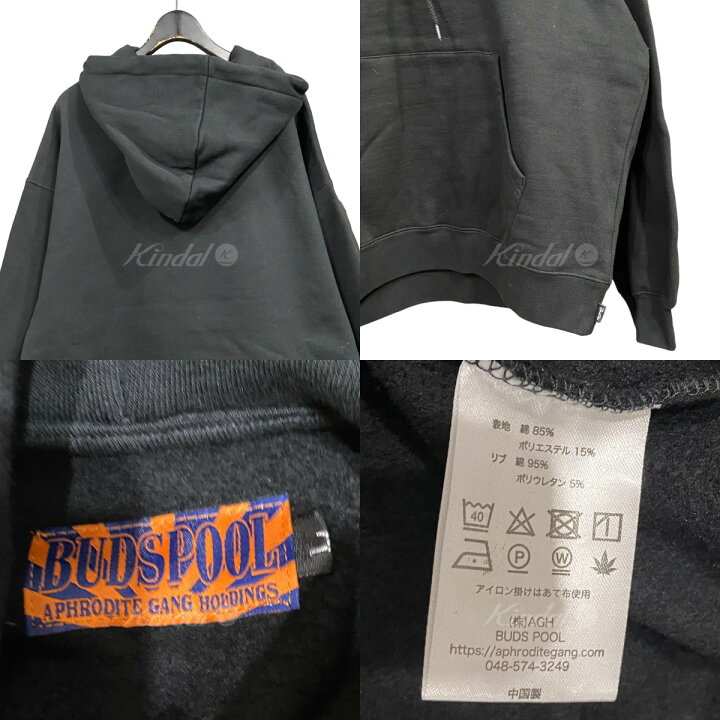 Kindal
K
Kindal
K
BUDSPOOL
APHRODITE GANG HOLDINGS
L
Kindal
表地 綿 85%
ポリエステル 15%
リブ 綿 95%
ポリウレタン 5%
40
P
W
アイロン掛けはあて布使用
(株)AGH
BUDS POOL
https://aphroditegang.com
048-574-3249
中国製